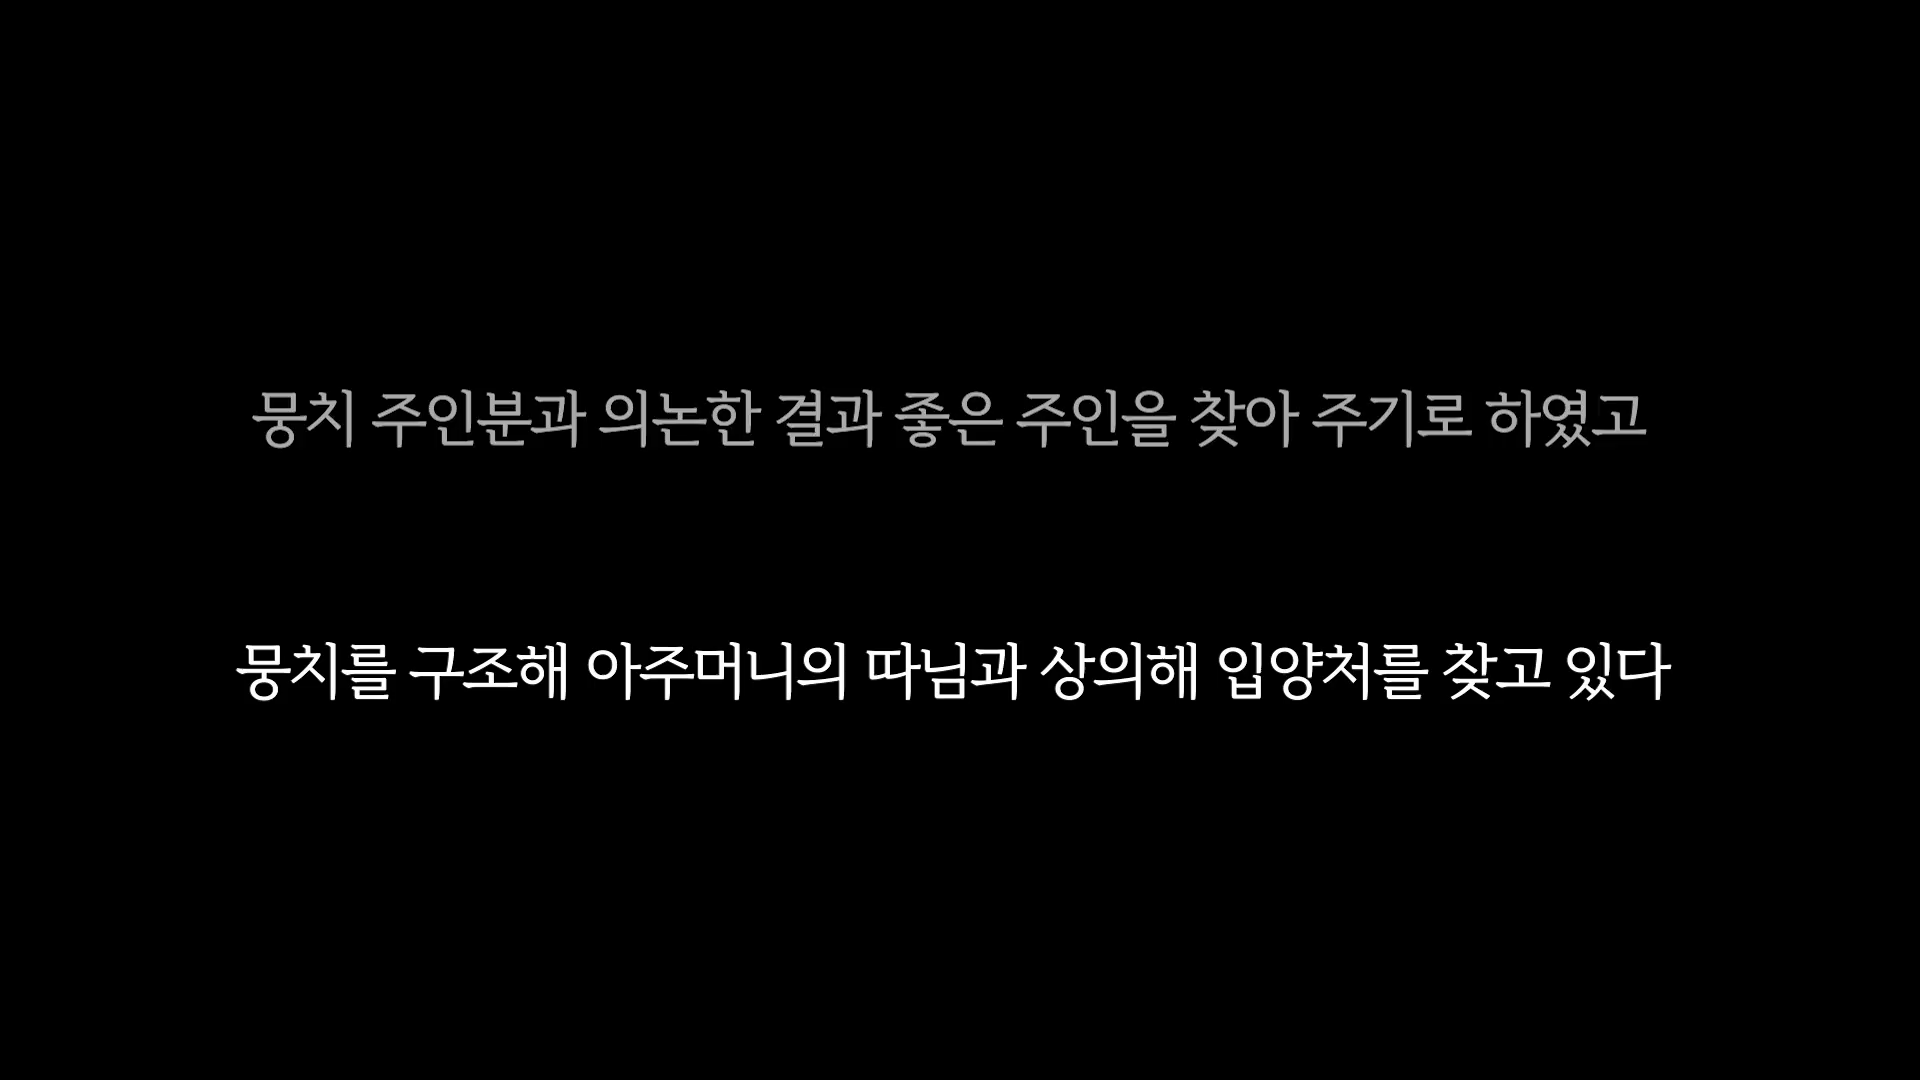 뭉치 주인분과 의논한 결과 좋은 주인을 찾아 주기로 하였고
뭉치를 구조해 아주머니의 따님과 상의해 입양처를 찾고 있다